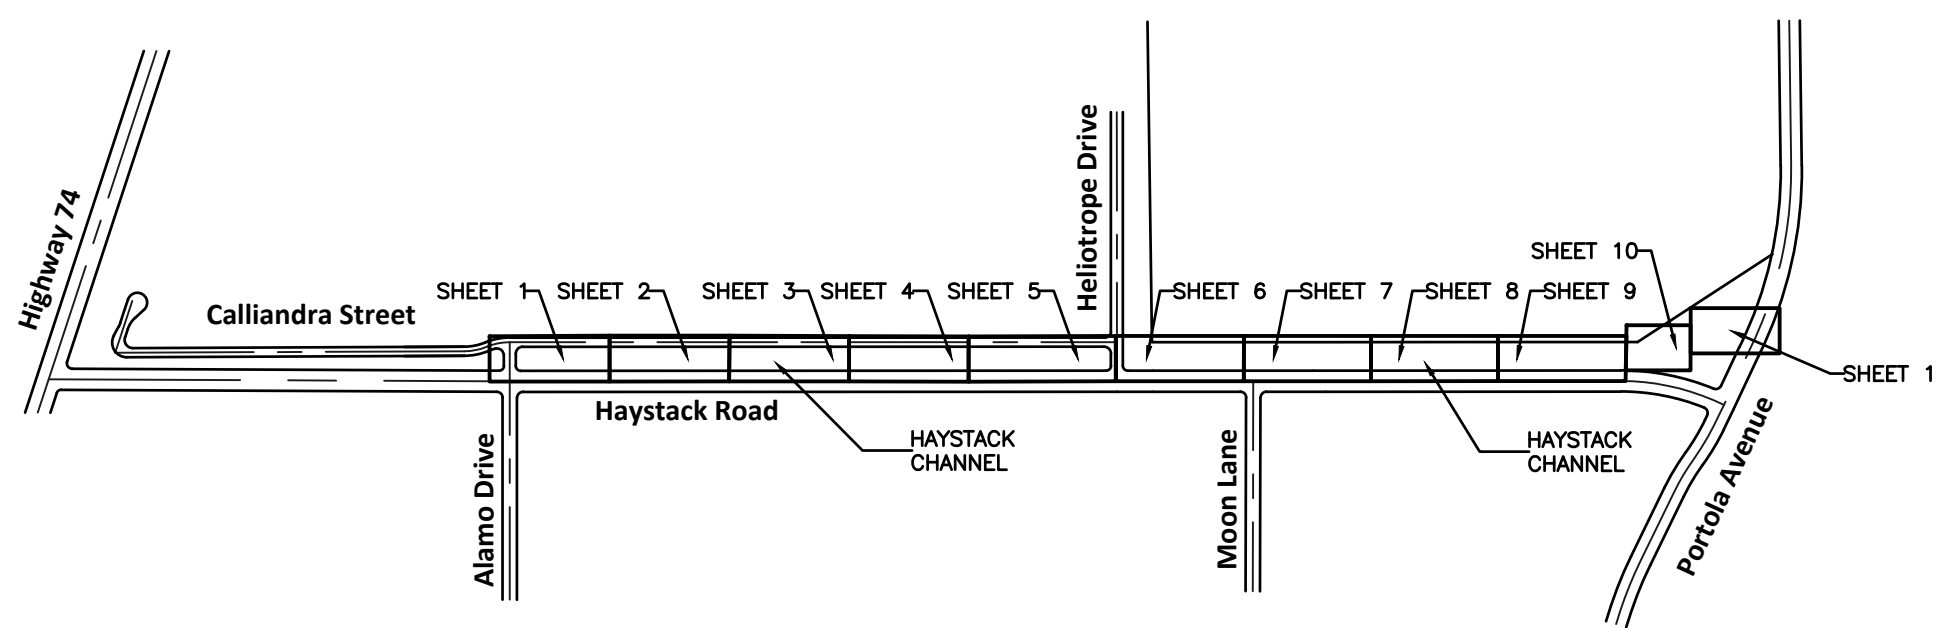 Highway 74
Calliandra Street
SHEET 1
SHEET 2
SHEET 3
SHEET 4
SHEET 5
Heliotrope Drive
SHEET 6
SHEET 7
SHEET 8
SHEET 9
SHEET 10
SHEET 1
Haystack Road
HAYSTACK
CHANNEL
HAYSTACK
CHANNEL
Alamo Drive
Moon Lane
Portola Avenue